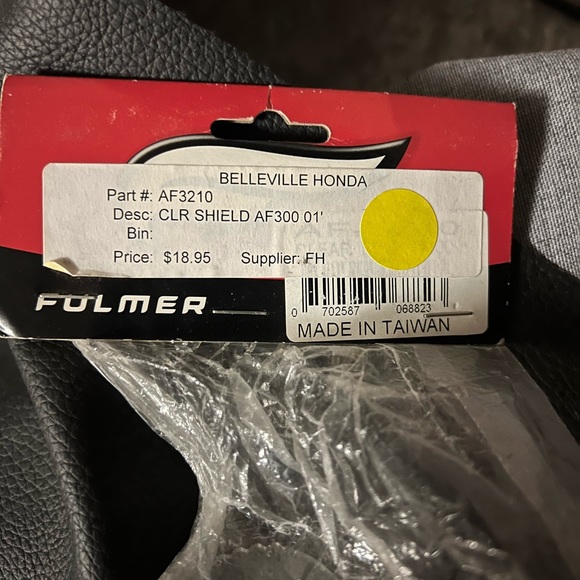 BELLEVILLE HONDA
Part #: AF3210
Desc: CLR SHIELD AF300 01'
Bin:
Price: $18.95 Supplier: FH
FULMER
0 702587 068823
MADE IN TAIWAN